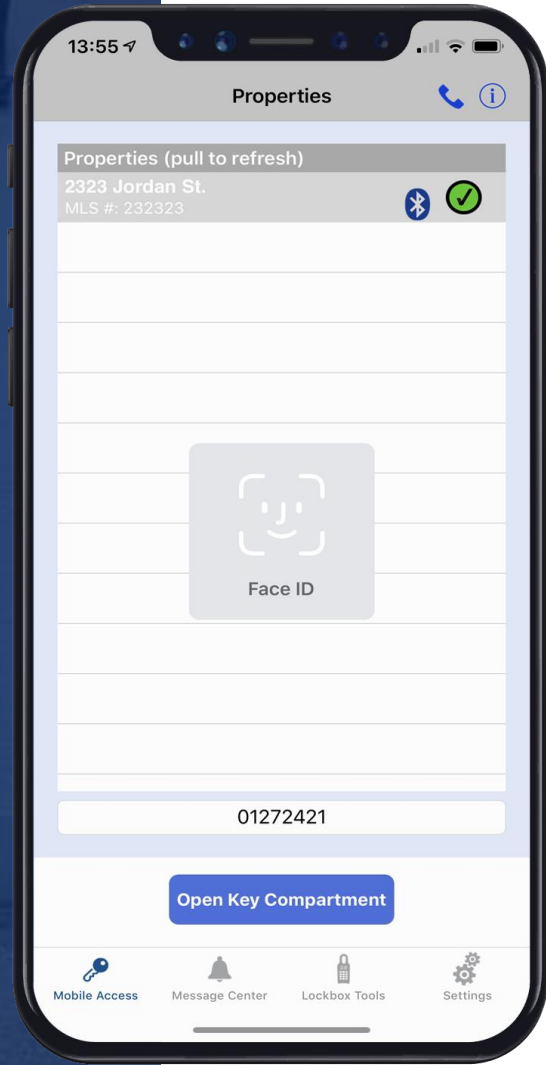 13:55
Properties
Properties (pull to refresh)
2323 Jordan St.
MLS #: 232323
Face ID
01272421
Open Key Compartment
Mobile Access Message Center Lockbox Tools Settings